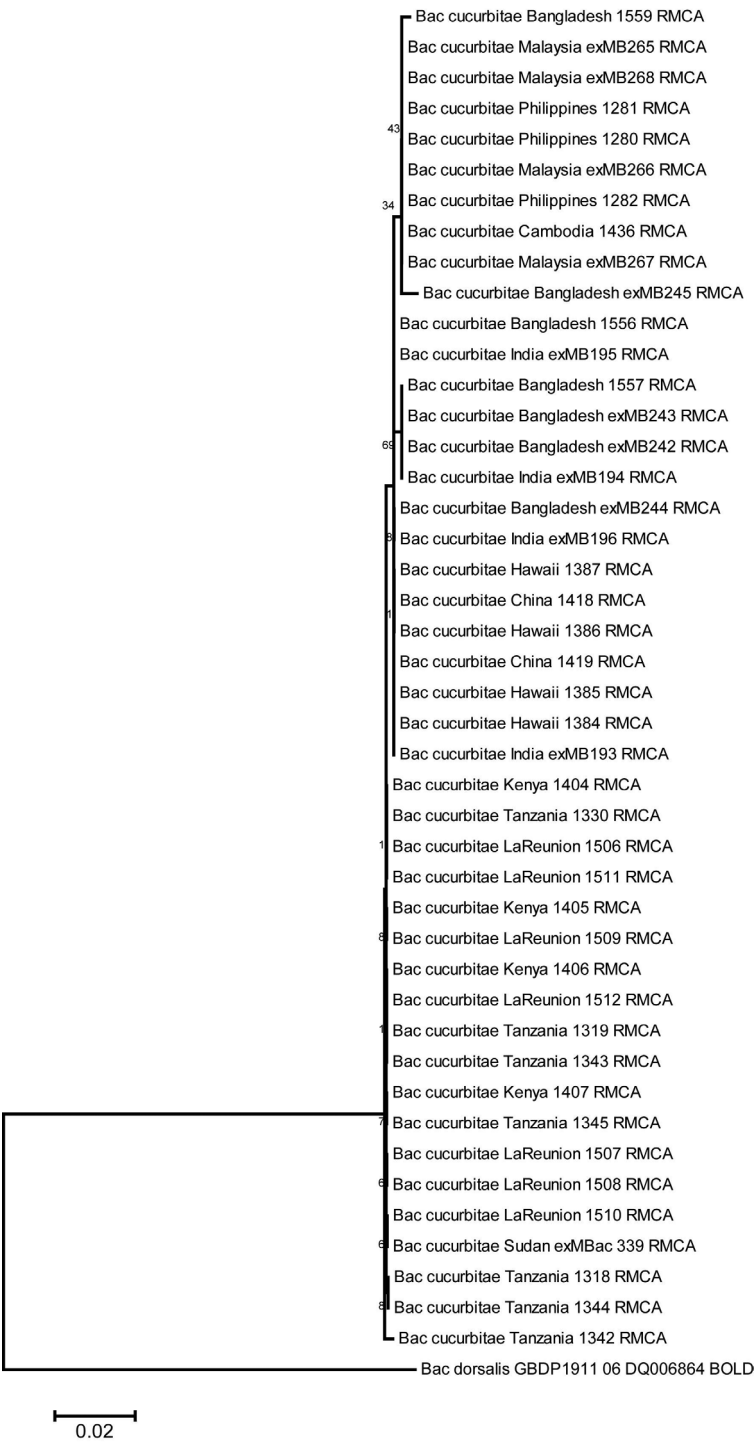 Bac cucurbitae Bangladesh 1559 RMCA
Bac cucurbitae Malaysia exMB265 RMCA
Bac cucurbitae Malaysia exMB268 RMCA
Bac cucurbitae Philippines 1281 RMCA
43
Bac cucurbitae Philippines 1280 RMCA
Bac cucurbitae Malaysia exMB266 RMCA
Bac cucurbitae Philippines 1282 RMCA
34
Bac cucurbitae Cambodia 1436 RMCA
Bac cucurbitae Malaysia exMB267 RMCA
Bac cucurbitae Bangladesh exMB245 RMCA
Bac cucurbitae Bangladesh 1556 RMCA
Bac cucurbitae India exMB195 RMCA
Bac cucurbitae Bangladesh 1557 RMCA
Bac cucurbitae Bangladesh exMB243 RMCA
69
Bac cucurbitae Bangladesh exMB242 RMCA
Bac cucurbitae India exMB194 RMCA
Bac cucurbitae Bangladesh exMB244 RMCA
8
Bac cucurbitae India exMB196 RMCA
Bac cucurbitae Hawaii 1387 RMCA
Bac cucurbitae China 1418 RMCA
1
Bac cucurbitae Hawaii 1386 RMCA
Bac cucurbitae China 1419 RMCA
Bac cucurbitae Hawaii 1385 RMCA
Bac cucurbitae Hawaii 1384 RMCA
Bac cucurbitae India exMB193 RMCA
Bac cucurbitae Kenya 1404 RMCA
Bac cucurbitae Tanzania 1330 RMCA
1
Bac cucurbitae LaReunion 1506 RMCA
Bac cucurbitae LaReunion 1511 RMCA
Bac cucurbitae Kenya 1405 RMCA
8
Bac cucurbitae LaReunion 1509 RMCA
Bac cucurbitae Kenya 1406 RMCA
Bac cucurbitae LaReunion 1512 RMCA
1
Bac cucurbitae Tanzania 1319 RMCA
Bac cucurbitae Tanzania 1343 RMCA
Bac cucurbitae Kenya 1407 RMCA
7
Bac cucurbitae Tanzania 1345 RMCA
Bac cucurbitae LaReunion 1507 RMCA
6
Bac cucurbitae LaReunion 1508 RMCA
Bac cucurbitae LaReunion 1510 RMCA
6
Bac cucurbitae Sudan exMBac 339 RMCA
Bac cucurbitae Tanzania 1318 RMCA
8
Bac cucurbitae Tanzania 1344 RMCA
Bac cucurbitae Tanzania 1342 RMCA
Bac dorsalis GBDP1911 06 DQ006864 BOLD
0.02